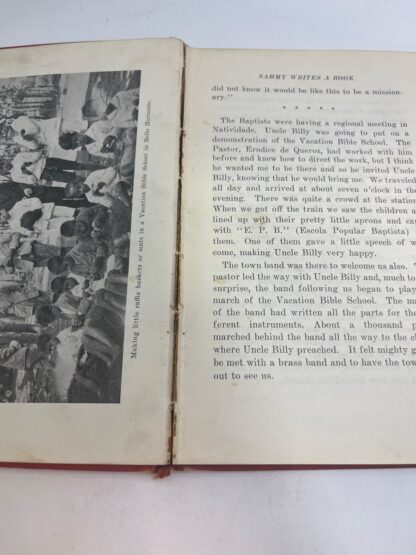 Making little raffia baskets or mats in a Vacation Bible School in Belo Horizonte.
SAMMY WRITES A BOOK
did not know it would be like this to be a mission-
ary."
* * * * *
The Baptists were having a regional meeting in
Natividade. Uncle Billy was going to put on a
demonstration of the Vacation Bible School. The
Pastor, Erodice de Queroz, had worked with him
before and knew how to direct the work, but I think
he wanted me to be there and so he invited Uncle
Billy, knowing that he would bring me. We traveled
all day and arrived at about seven o'clock in the
evening. There was quite a crowd at the station.
When we got off the train we saw the children all
lined up with their pretty little aprons and
with "E. P. B." (Escola Popular Baptista)
them. One of them gave a little speech of
come, making Uncle Billy very happy.
The town band was there to welcome us also.
pastor led the way with Uncle Billy and, much to
surprise, the band following us began to play
march of the Vacation Bible School. The
of the band had written all the parts for the
ferent instruments. About a thousand
marched behind the band all the way to the
where Uncle Billy preached. It felt mighty
be met with a brass band and to have the
out to see us.